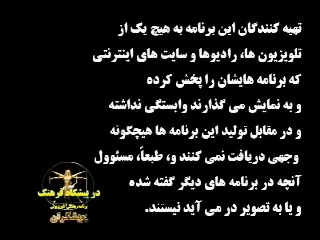 تهیه کنندگان این برنامه به هیچ یک از
تلویزیون ها، رادیوها و سایت های اینترنتی
که برنامه هایشان را پخش کرده
و به نمایش می گذارند وابستگی نداشته
و در مقابل تولید این برنامه ها هیچگونه
وجهی دریافت نمی کنند و، طبعاً، مسئوول
آنچه در برنامه های دیگر گفته شده
و یا به تصویر در می آید نیستند.
در پیشگاه فرهنگ